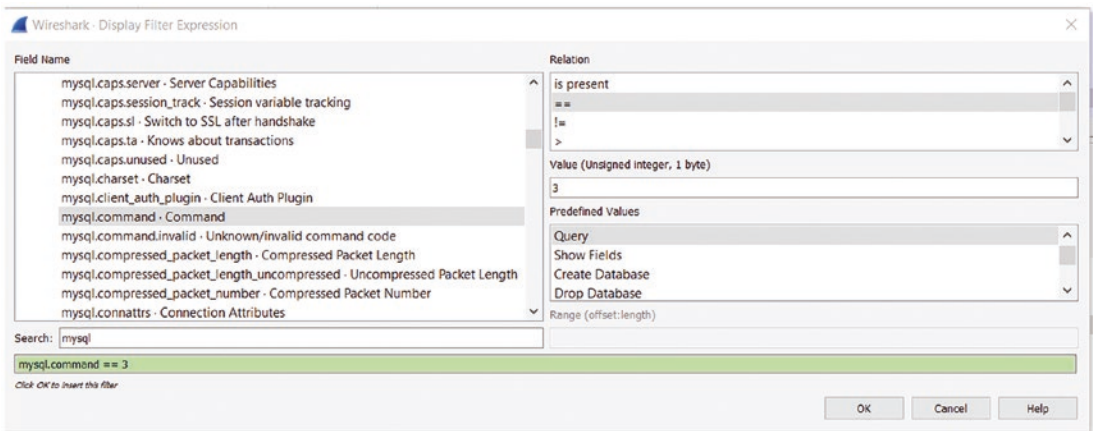 Wireshark · Display Filter Expression
Field Name
mysql.caps.server · Server Capabilities
mysql.caps.session_track · Session variable tracking
mysql.caps.sl · Switch to SSL after handshake
mysql.caps.ta · Knows about transactions
mysql.caps.unused · Unused
mysql.charset · Charset
mysql.client_auth_plugin · Client Auth Plugin
mysql.command · Command
mysql.command.invalid · Unknown/invalid command code
mysql.compressed_packet_length · Compressed Packet Length
mysql.compressed_packet_length_uncompressed · Uncompressed Packet Length
mysql.compressed_packet_number · Compressed Packet Number
mysql.connattrs · Connection Attributes
Search: mysql
Relation
is present
==
!=
>
Value (Unsigned integer, 1 byte)
3
Predefined Values
Query
Show Fields
Create Database
Drop Database
Range (offset:length)
mysql.command == 3
Click OK to insert this filter
OK
Cancel
Help